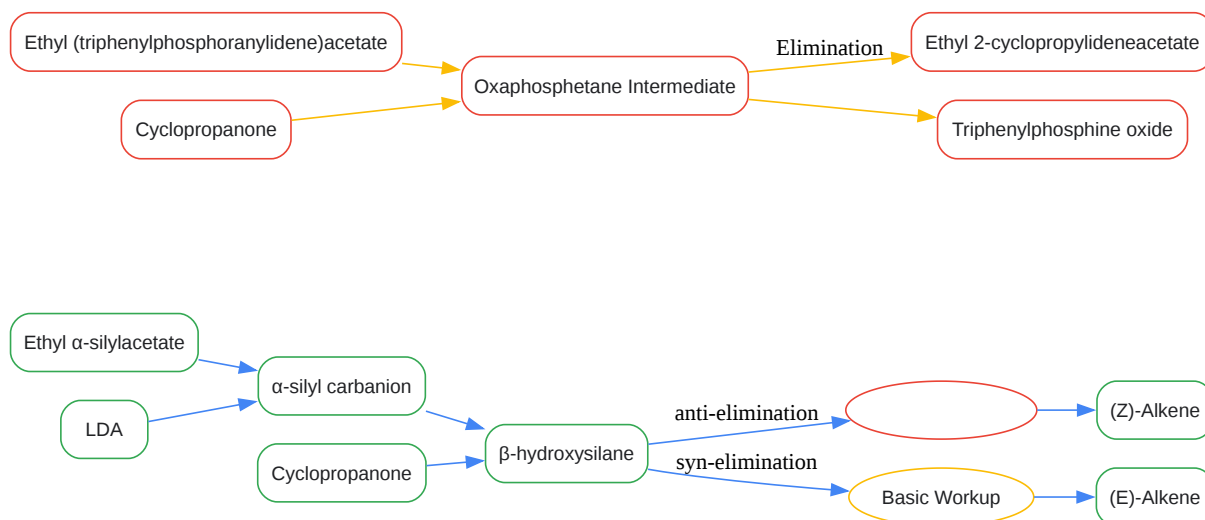 Ethyl (triphenylphosphoranylidene)acetate
Elimination
Ethyl 2-cyclopropylideneacetate
Oxaphosphetane Intermediate
Cyclopropanone
Triphenylphosphine oxide
Ethyl α-silylacetate
α-silyl carbanion
LDA
anti-elimination
(Z)-Alkene
β-hydroxysilane
Cyclopropanone
syn-elimination
Basic Workup
(E)-Alkene